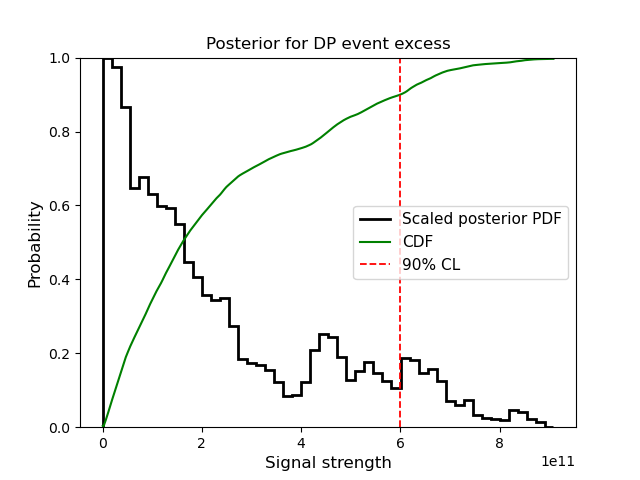 Posterior for DP event excess
Probability
1.0
0.8
0.6
0.4
0.2
0.0
Scaled posterior PDF
CDF
90% CL
0 2 4 6 8
1e11
Signal strength